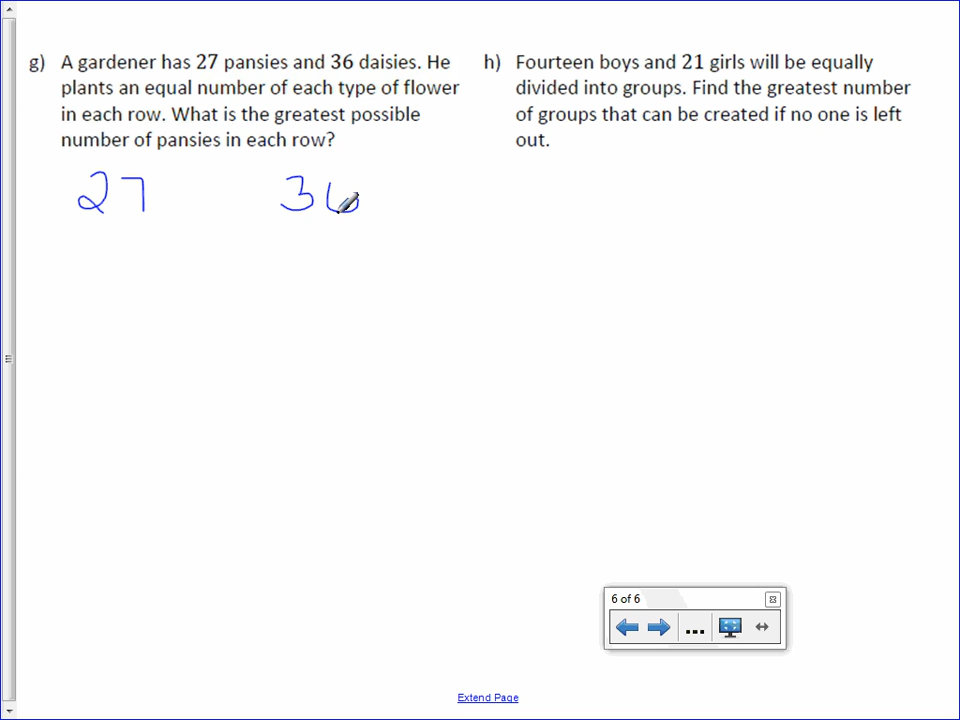 g) A gardener has 27 pansies and 36 daisies. He
plants an equal number of each type of flower
in each row. What is the greatest possible
number of pansies in each row?
27 36
h) Fourteen boys and 21 girls will be equally
divided into groups. Find the greatest number
of groups that can be created if no one is left
out.
6 of 6
...
Extend Page